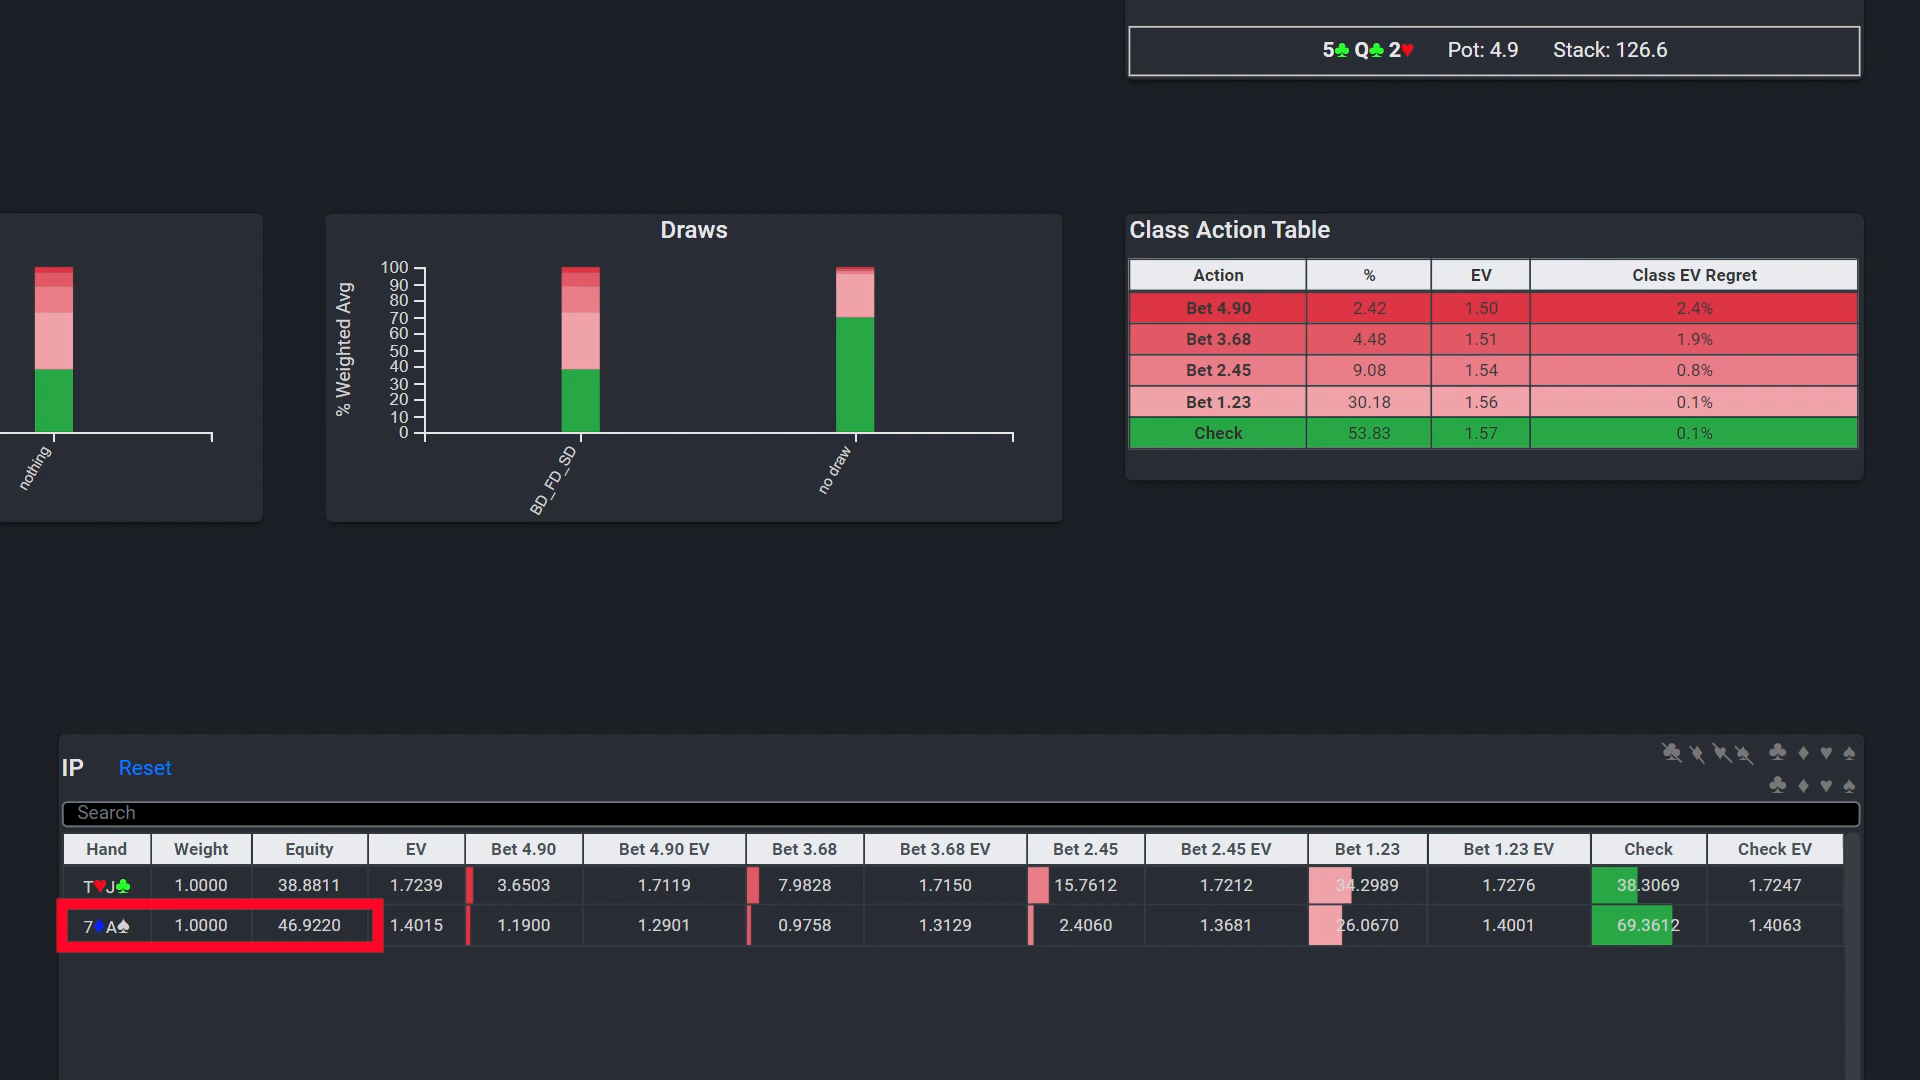 5♣ Q♣ 2♥ Pot: 4.9 Stack: 126.6
nothing
Draws
% Weighted Avg
100
90
80
70
60
50
40
30
20
10
0
BD_FD_SD
no draw
Class Action Table
Action % EV Class EV Regret
Bet 4.90 2.42 1.50 2.4%
Bet 3.68 4.48 1.51 1.9%
Bet 2.45 9.08 1.54 0.8%
Bet 1.23 30.18 1.56 0.1%
Check 53.83 1.57 0.1%
IP Reset
Search
Hand Weight Equity EV Bet 4.90 Bet 4.90 EV Bet 3.68 Bet 3.68 EV Bet 2.45 Bet 2.45 EV Bet 1.23 Bet 1.23 EV Check Check EV
T♥J♣ 1.0000 38.8811 1.7239 3.6503 1.7119 7.9828 1.7150 15.7612 1.7212 34.2989 1.7276 38.3069 1.7247
7♦A♠ 1.0000 46.9220 1.4015 1.1900 1.2901 0.9758 1.3129 2.4060 1.3681 26.0670 1.4001 69.3612 1.4063